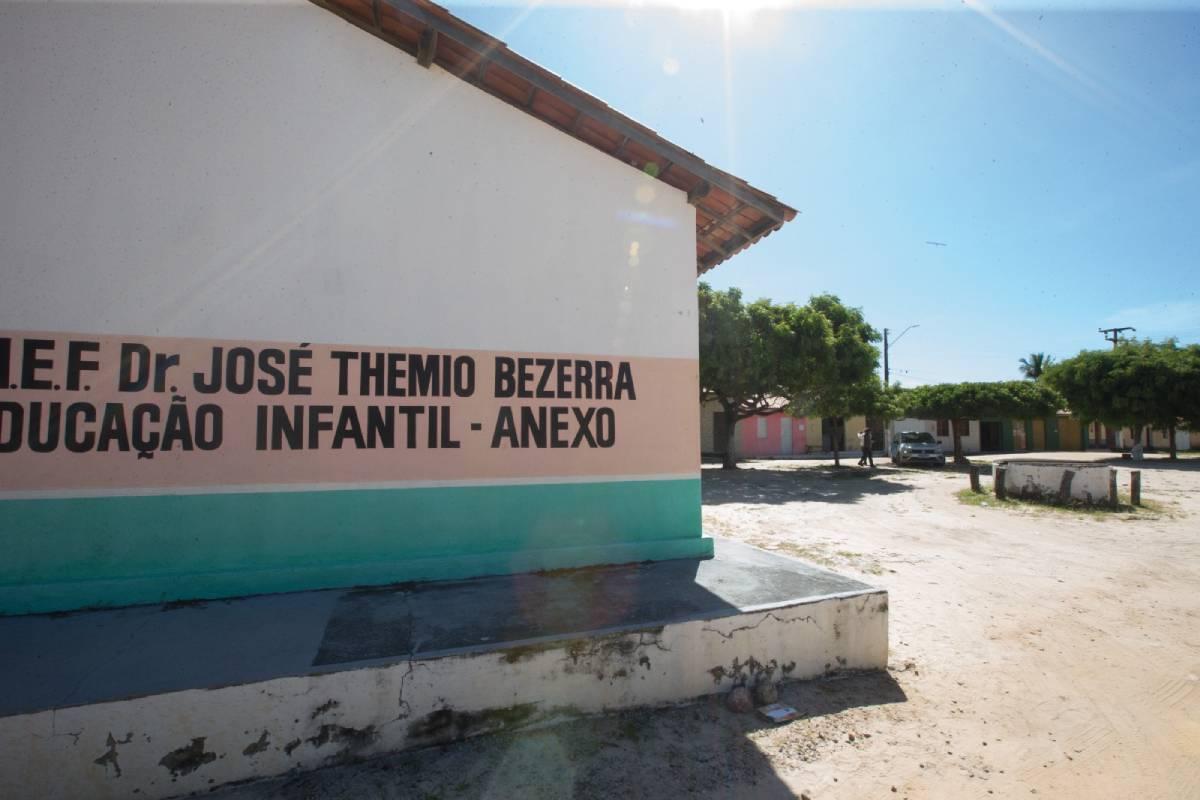 .E.F. Dr. JOSÉ THEMIO BEZERRA
DUCAÇÃO INFANTIL - ANEXO